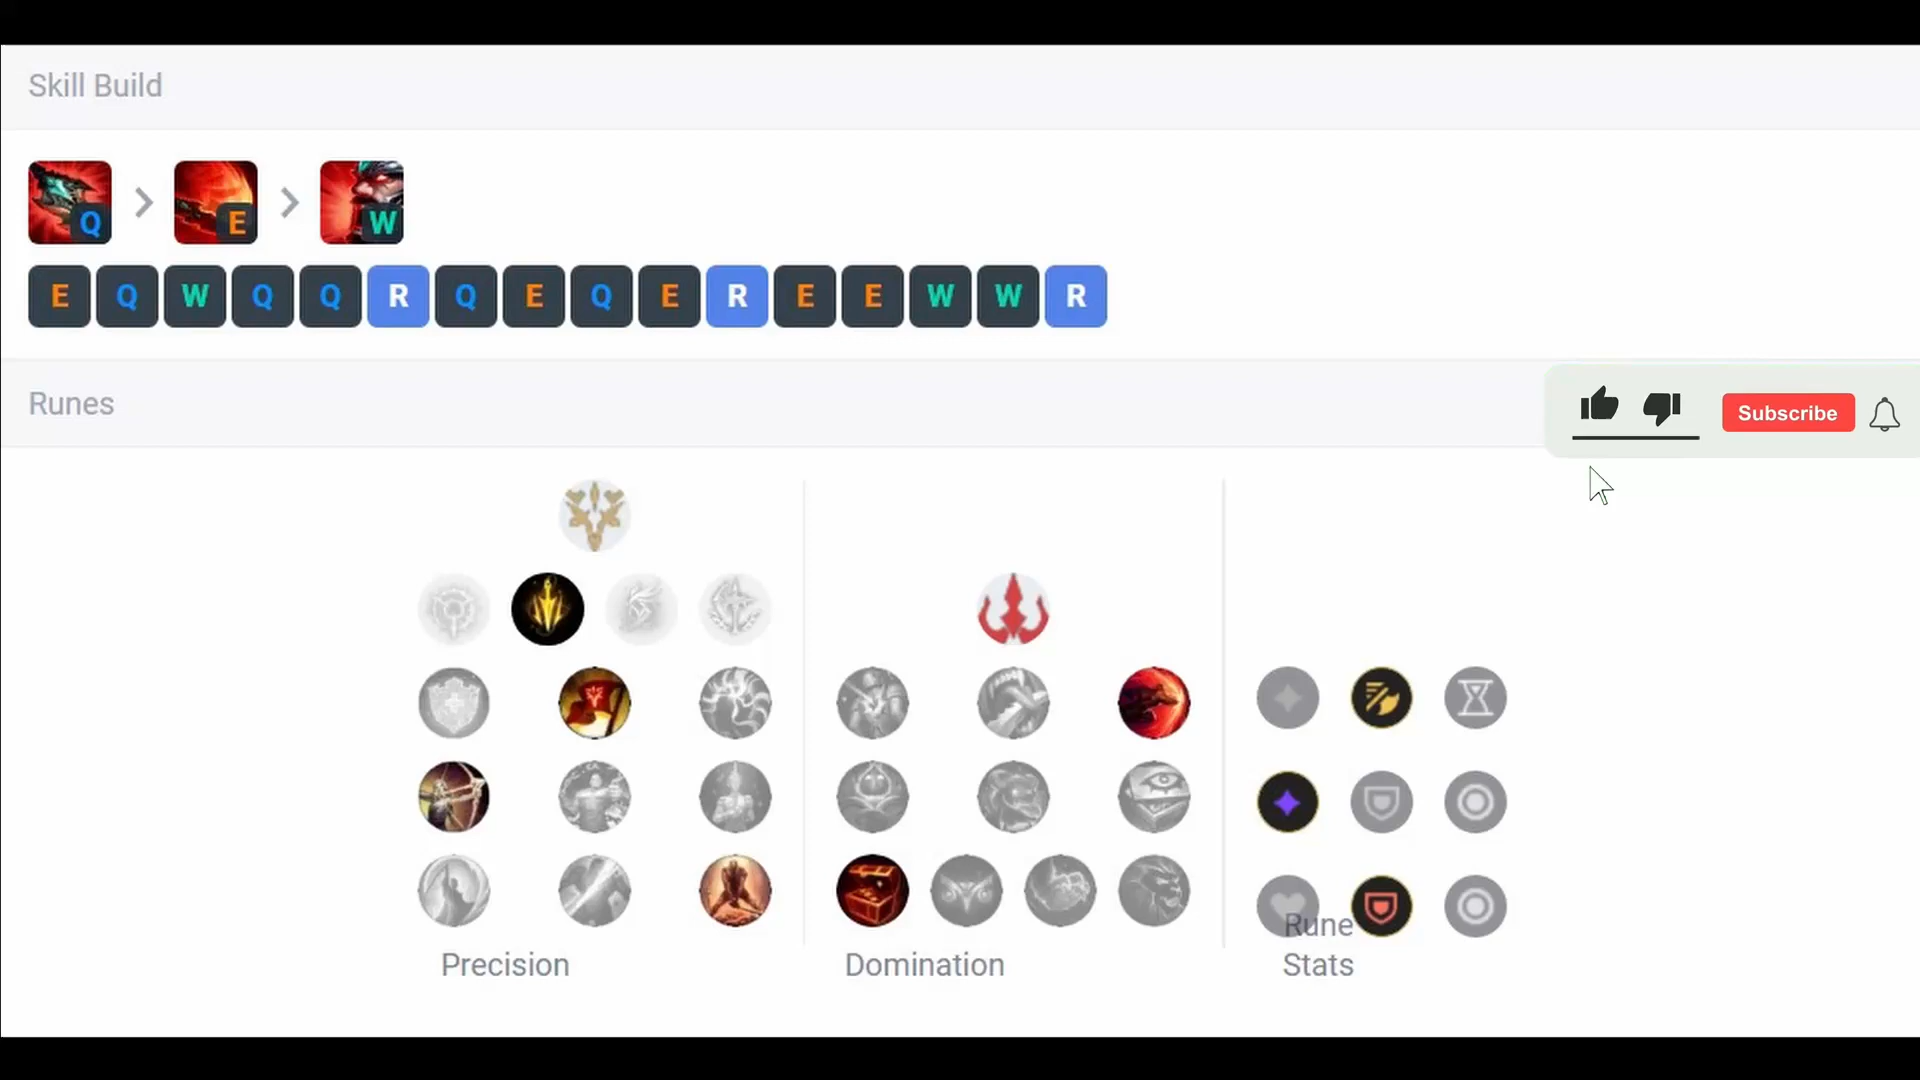 Skill Build
Q E W
E Q W Q Q R Q E Q E R E E W W R
Runes
Subscribe
Precision
Domination
Rune
Stats